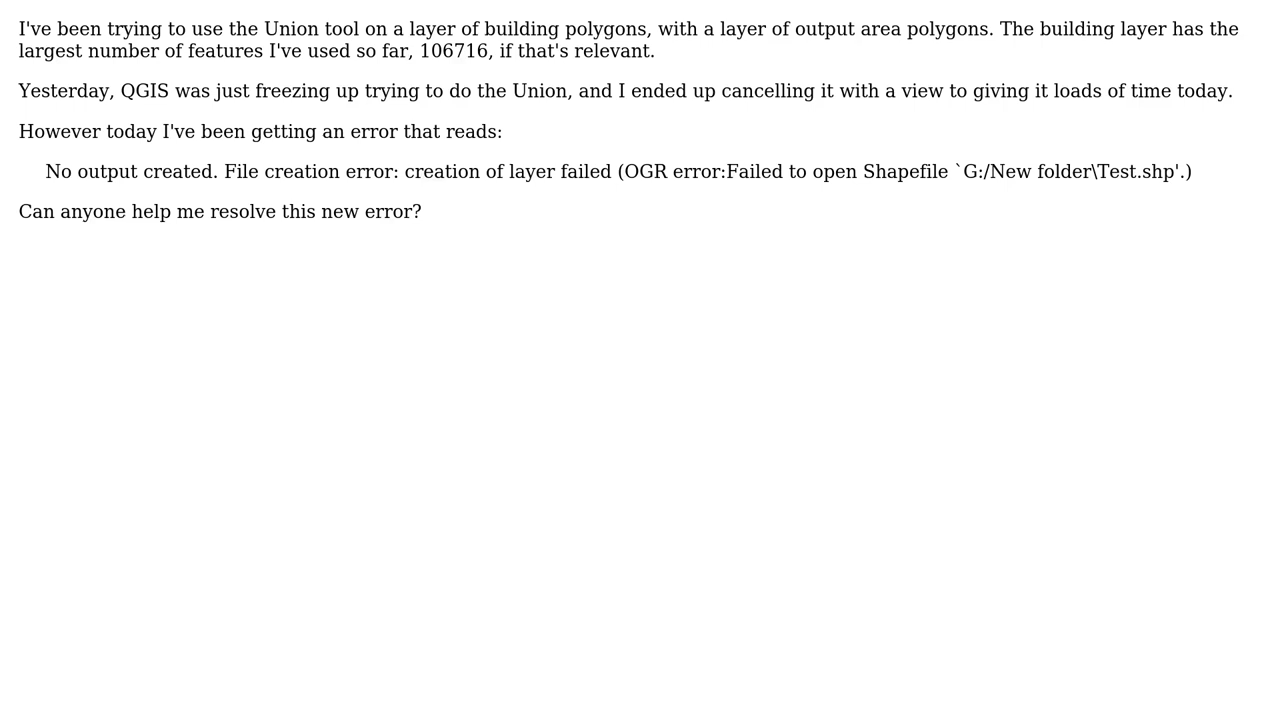 I've been trying to use the Union tool on a layer of building polygons, with a layer of output area polygons. The building layer has the
largest number of features I've used so far, 106716, if that's relevant.
Yesterday, QGIS was just freezing up trying to do the Union, and I ended up cancelling it with a view to giving it loads of time today.
However today I've been getting an error that reads:
No output created. File creation error: creation of layer failed (OGR error:Failed to open Shapefile `G:/New folder\Test.shp'.)
Can anyone help me resolve this new error?